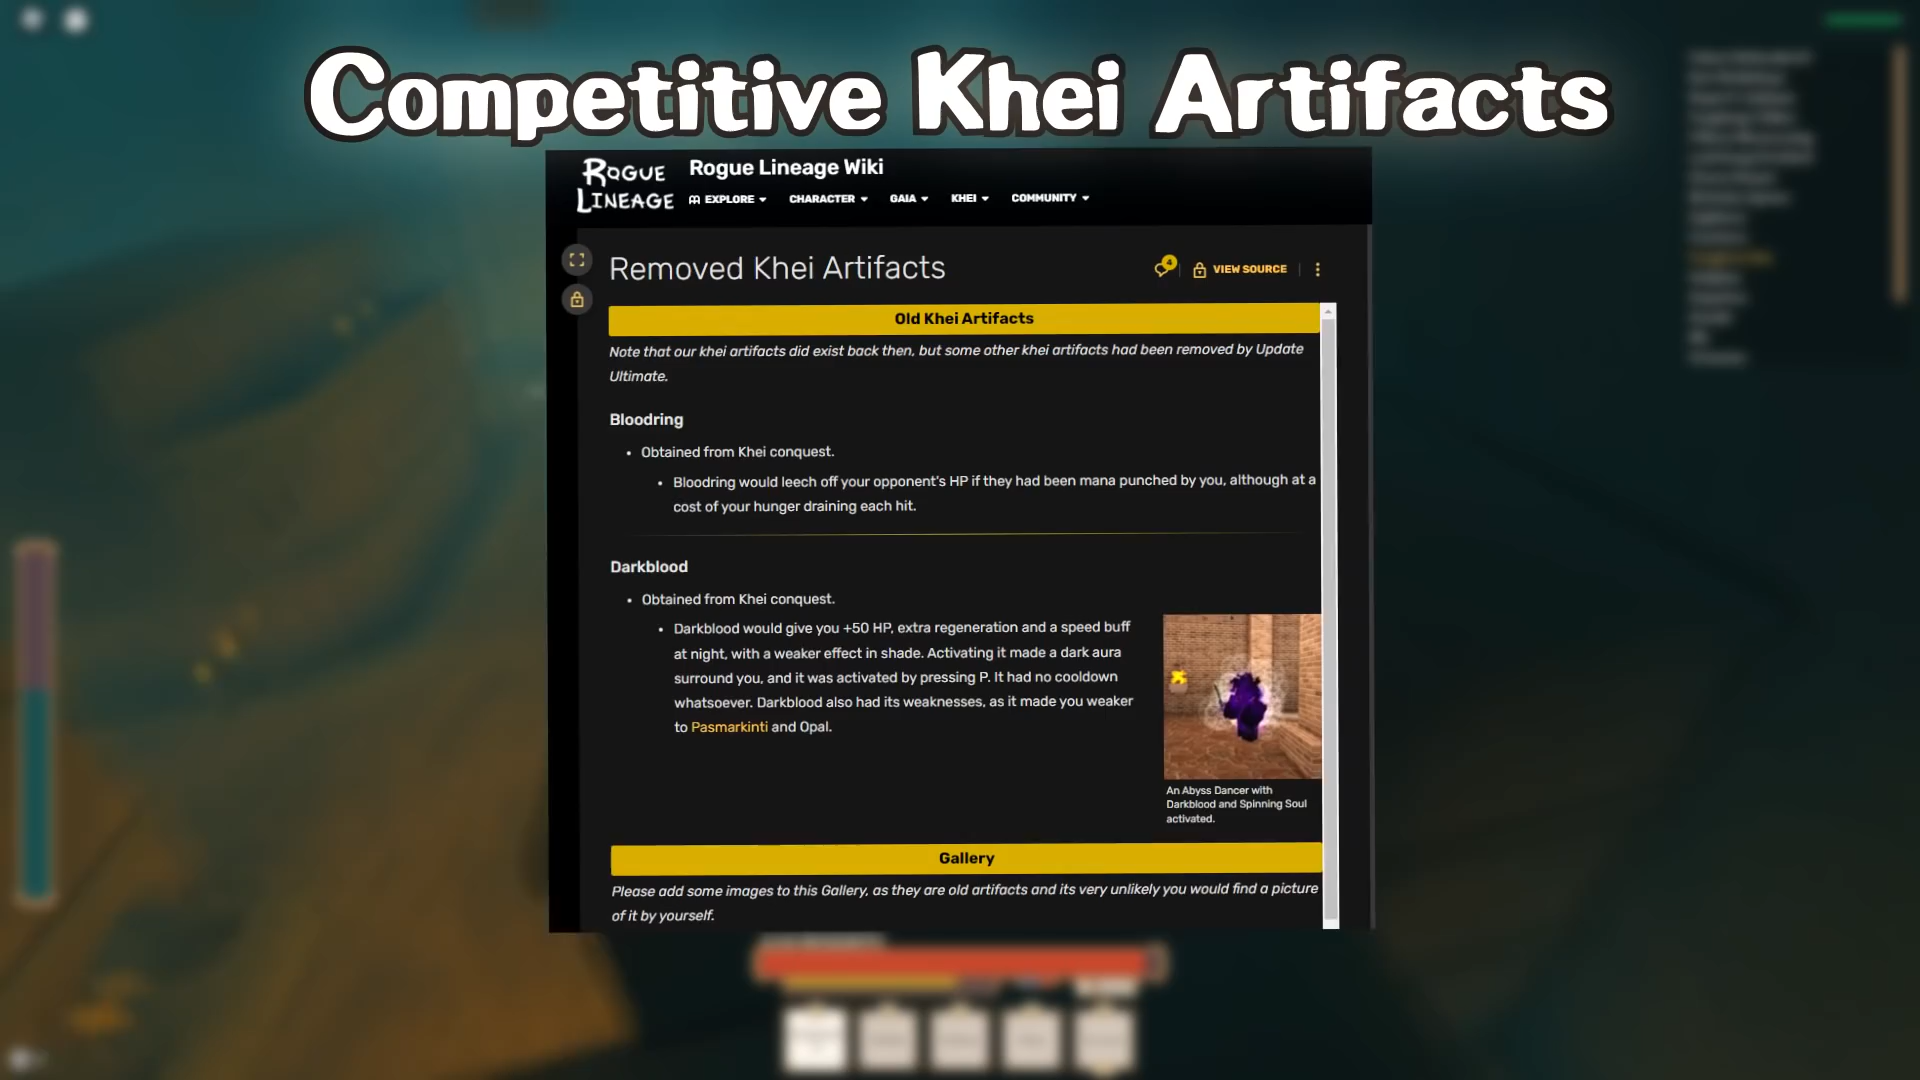 Competitive Khei Artifacts
ROGUE
LINEAGE
Rogue Lineage Wiki
EXPLORE CHARACTER GAIA KHEI COMMUNITY
Removed Khei Artifacts
4
VIEW SOURCE
Old Khei Artifacts
Note that our khei artifacts did exist back then, but some other khei artifacts had been removed by Update
Ultimate.
Bloodring
• Obtained from Khei conquest.
• Bloodring would leech off your opponent's HP if they had been mana punched by you, although at a
cost of your hunger draining each hit.
Darkblood
• Obtained from Khei conquest.
• Darkblood would give you +50 HP, extra regeneration and a speed buff
at night, with a weaker effect in shade. Activating it made a dark aura
surround you, and it was activated by pressing P. It had no cooldown
whatsoever. Darkblood also had its weaknesses, as it made you weaker
to Pasmarkinti and Opal.
An Abyss Dancer with
Darkblood and Spinning Soul
activated.
Gallery
Please add some images to this Gallery, as they are old artifacts and its very unlikely you would find a picture
of it by yourself.